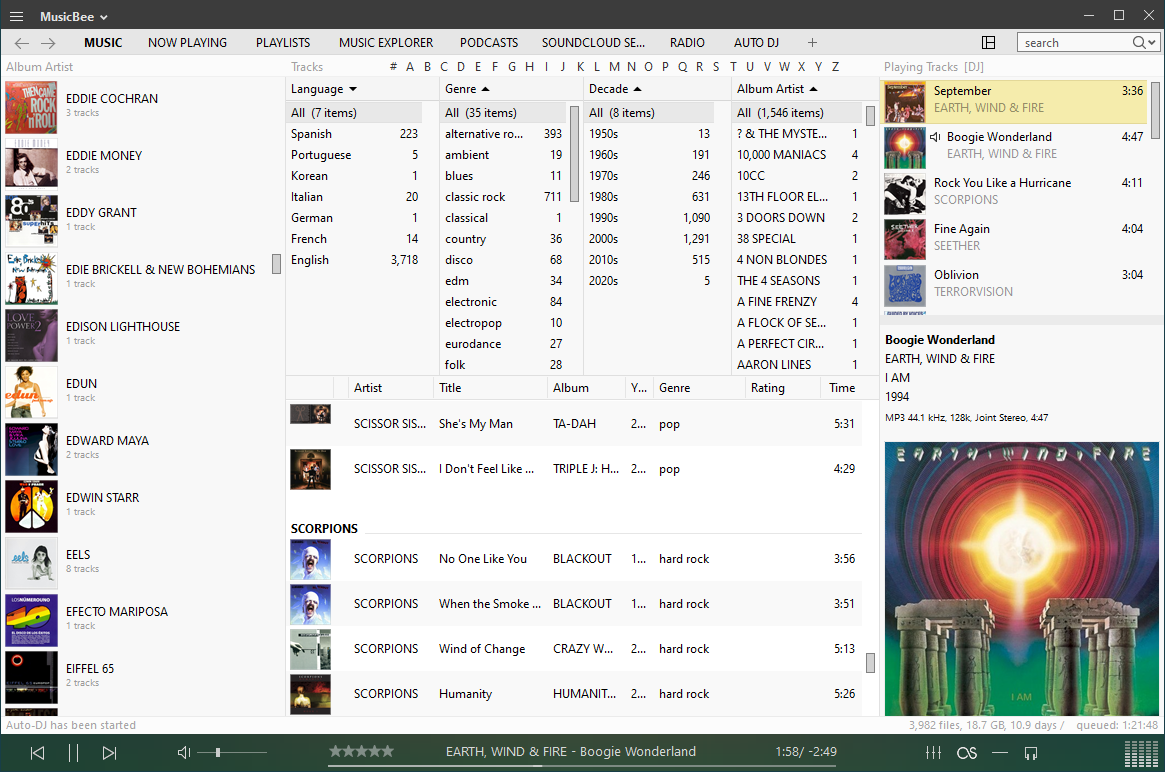 MusicBee
MUSIC NOW PLAYING PLAYLISTS MUSIC EXPLORER PODCASTS SOUNDCLOUD SE... RADIO AUTO DJ + search
Album Artist
EDDIE COCHRAN
3 tracks
EDDIE MONEY
2 tracks
EDDY GRANT
1 track
EDIE BRICKELL & NEW BOHEMIANS
1 track
EDISON LIGHTHOUSE
1 track
EDUN
1 track
EDWARD MAYA
2 tracks
EDWIN STARR
1 track
EELS
8 tracks
EFECTO MARIPOSA
1 track
EIFFEL 65
2 tracks
THEN CAME ROCK 'N' ROLL!
LOVE POWER 2
edun
eels
LOS NÚMERO UNO
40
Tracks # A B C D E F G H I J K L M N O P Q R S T U V W X Y Z
Language
All (7 items)
Spanish 223
Portuguese 5
Korean 1
Italian 20
German 1
French 14
English 3,718
Genre
All (35 items)
alternative ro... 393
ambient 19
blues 11
classic rock 711
classical 1
country 36
disco 68
edm 34
electronic 84
electropop 10
eurodance 27
folk 28
Decade
All (8 items)
1950s 13
1960s 191
1970s 246
1980s 631
1990s 1,090
2000s 1,291
2010s 515
2020s 5
Album Artist
All (1,546 items)
? & THE MYSTE... 1
10,000 MANIACS 4
10CC 2
13TH FLOOR EL... 1
3 DOORS DOWN 2
38 SPECIAL 1
4 NON BLONDES 1
THE 4 SEASONS 1
A FINE FRENZY 4
A FLOCK OF SE... 1
A PERFECT CIR... 1
AARON LINES 1
Artist Title Album Y... Genre Rating Time
SCISSOR SIS... She's My Man TA-DAH 2... pop 5:31
SCISSOR SIS... I Don't Feel Like ... TRIPLE J: H... 2... pop 4:29
SCORPIONS
SCORPIONS No One Like You BLACKOUT 1... hard rock 3:56
SCORPIONS When the Smoke ... BLACKOUT 1... hard rock 3:51
SCORPIONS Wind of Change CRAZY W... 2... hard rock 5:13
SCORPIONS Humanity HUMANIT... 2... hard rock 5:26
Playing Tracks [DJ]
September 3:36
EARTH, WIND & FIRE
Boogie Wonderland 4:47
EARTH, WIND & FIRE
Rock You Like a Hurricane 4:11
SCORPIONS
Fine Again 4:04
SEETHER
Oblivion 3:04
TERRORVISION
Boogie Wonderland
EARTH, WIND & FIRE
I AM
1994
MP3 44.1 kHz, 128k, Joint Stereo, 4:47
EARTH, WIND & FIRE
I AM
Auto-DJ has been started 3,982 files, 18.7 GB, 10.9 days / queued: 1:21:48
EARTH, WIND & FIRE - Boogie Wonderland 1:58/ -2:49